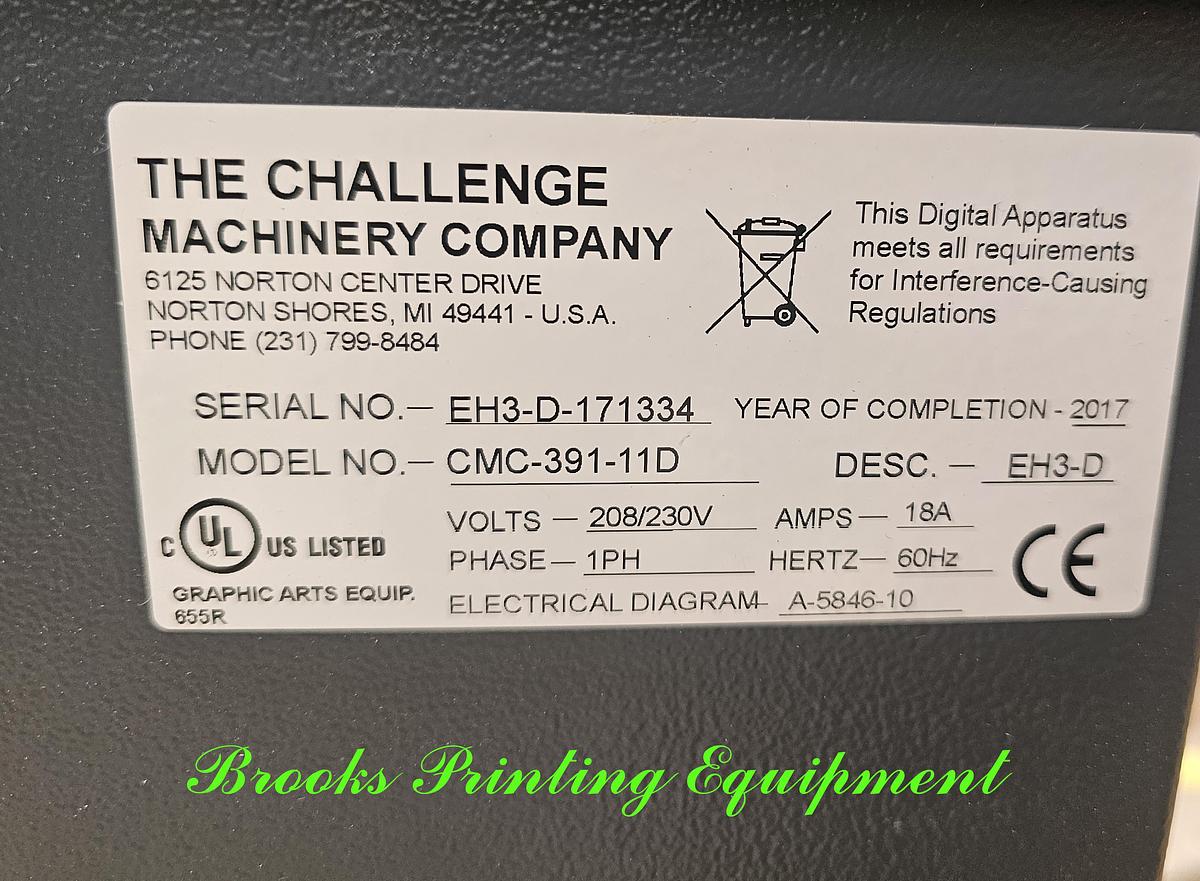 THE CHALLENGE
MACHINERY COMPANY
6125 NORTON CENTER DRIVE
NORTON SHORES, MI 49441 - U.S.A.
PHONE (231) 799-8484
This Digital Apparatus
meets all requirements
for Interference-Causing
Regulations
SERIAL NO.— EH3-D-171334 YEAR OF COMPLETION - 2017
MODEL NO.— CMC-391-11D DESC. — EH3-D
VOLTS — 208/230V AMPS— 18A
C UL US LISTED
PHASE— 1PH HERTZ— 60Hz
CE
GRAPHIC ARTS EQUIP.
655R
ELECTRICAL DIAGRAM— A-5846-10
Brooks Printing Equipment